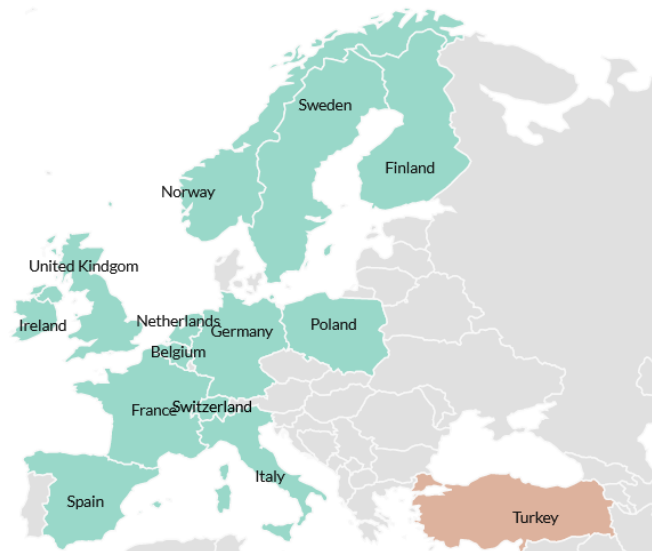 Sweden
Finland
Norway
United Kindgom
Ireland
Netherlands
Germany
Poland
Belgium
France
Switzerland
Italy
Spain
Turkey